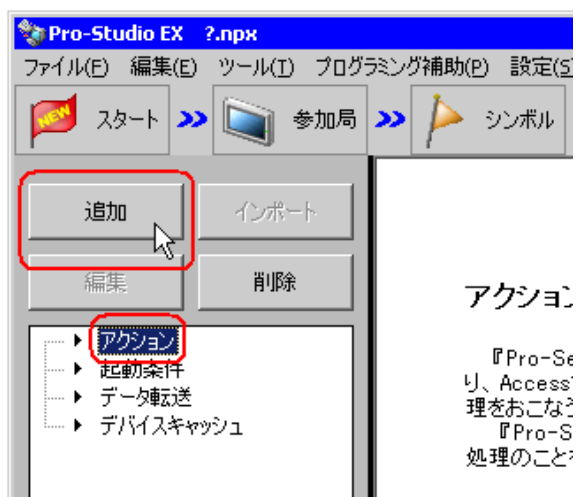 Pro-Studio EX ?.npx
ファイル(F) 編集(E) ツール(T) プログラミング補助(P) 設定(S
NEW スタート 参加局 シンボル
追加 インポート
編集 削除
アクション
起動条件
データ転送
デバイスキャッシュ
アクション
『Pro-Se
り、Access
理をおこなう
『Pro-S
処理のことを